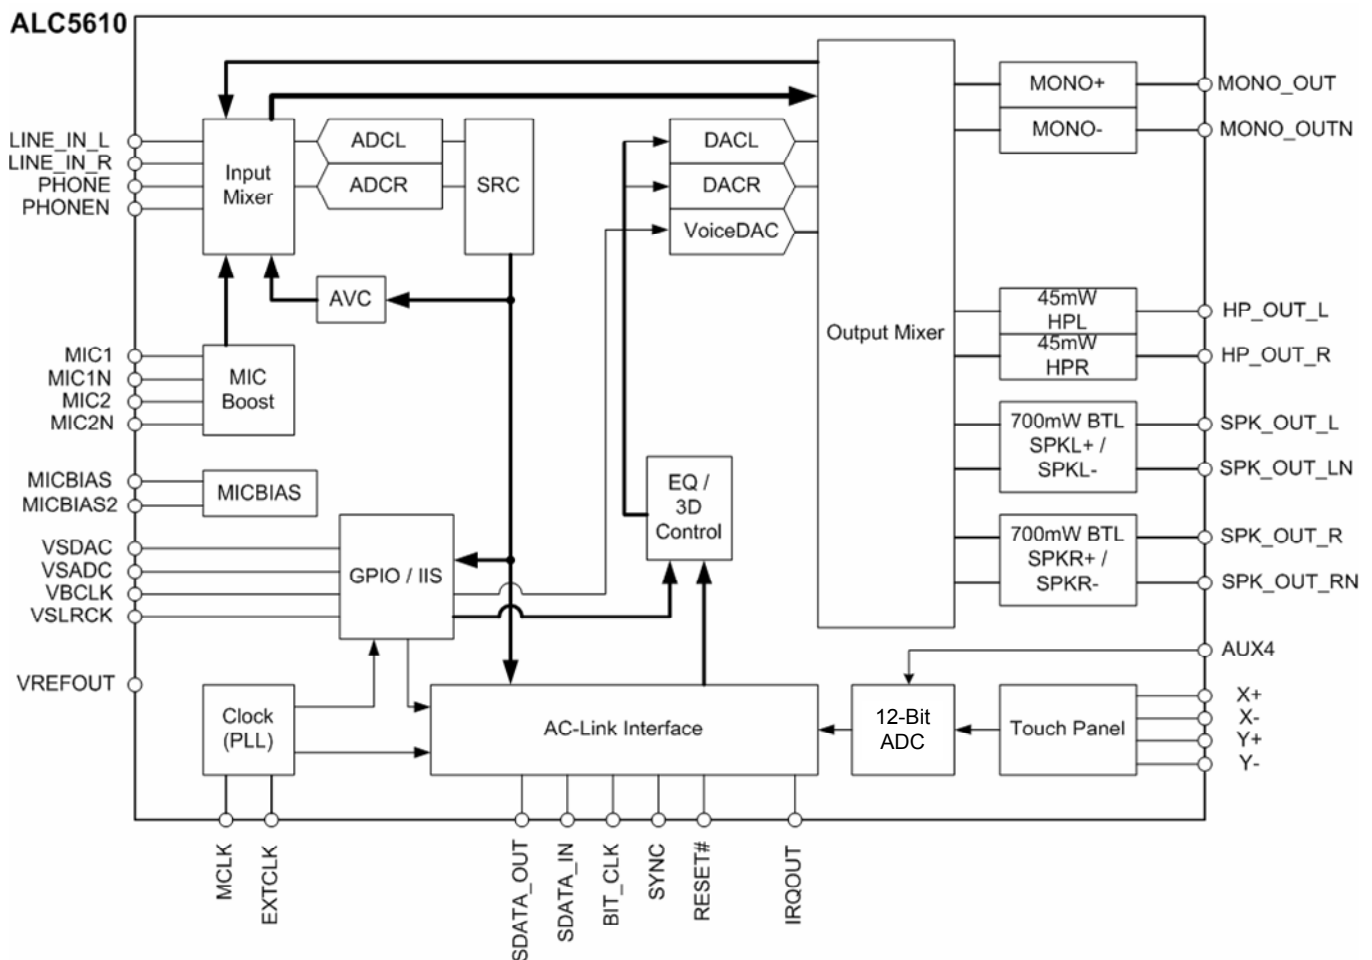 ALC5610
LINE_IN_L
LINE_IN_R
PHONE
PHONEN
Input
Mixer
ADCL
ADCR
SRC
AVC
MIC1
MIC1N
MIC2
MIC2N
MIC
Boost
MICBIAS
MICBIAS2
MICBIAS
VSDAC
VSADC
VBCLK
VSLRCK
GPIO / IIS
VREFOUT
Clock
(PLL)
MCLK
EXTCLK
DACL
DACR
VoiceDAC
EQ /
3D
Control
Output Mixer
AC-Link Interface
SDATA_OUT
SDATA_IN
BIT_CLK
SYNC
RESET#
IRQOUT
MONO+
MONO-
MONO_OUT
MONO_OUTN
45mW
HPL
45mW
HPR
HP_OUT_L
HP_OUT_R
700mW BTL
SPKL+ /
SPKL-
SPK_OUT_L
SPK_OUT_LN
700mW BTL
SPKR+ /
SPKR-
SPK_OUT_R
SPK_OUT_RN
AUX4
12-Bit
ADC
Touch Panel
X+
X-
Y+
Y-